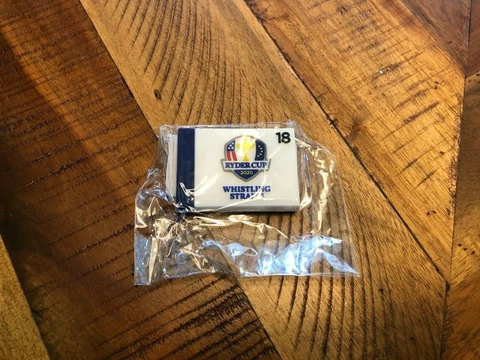 18
RYDER CUP
2020
WHISTLING
STRAITS